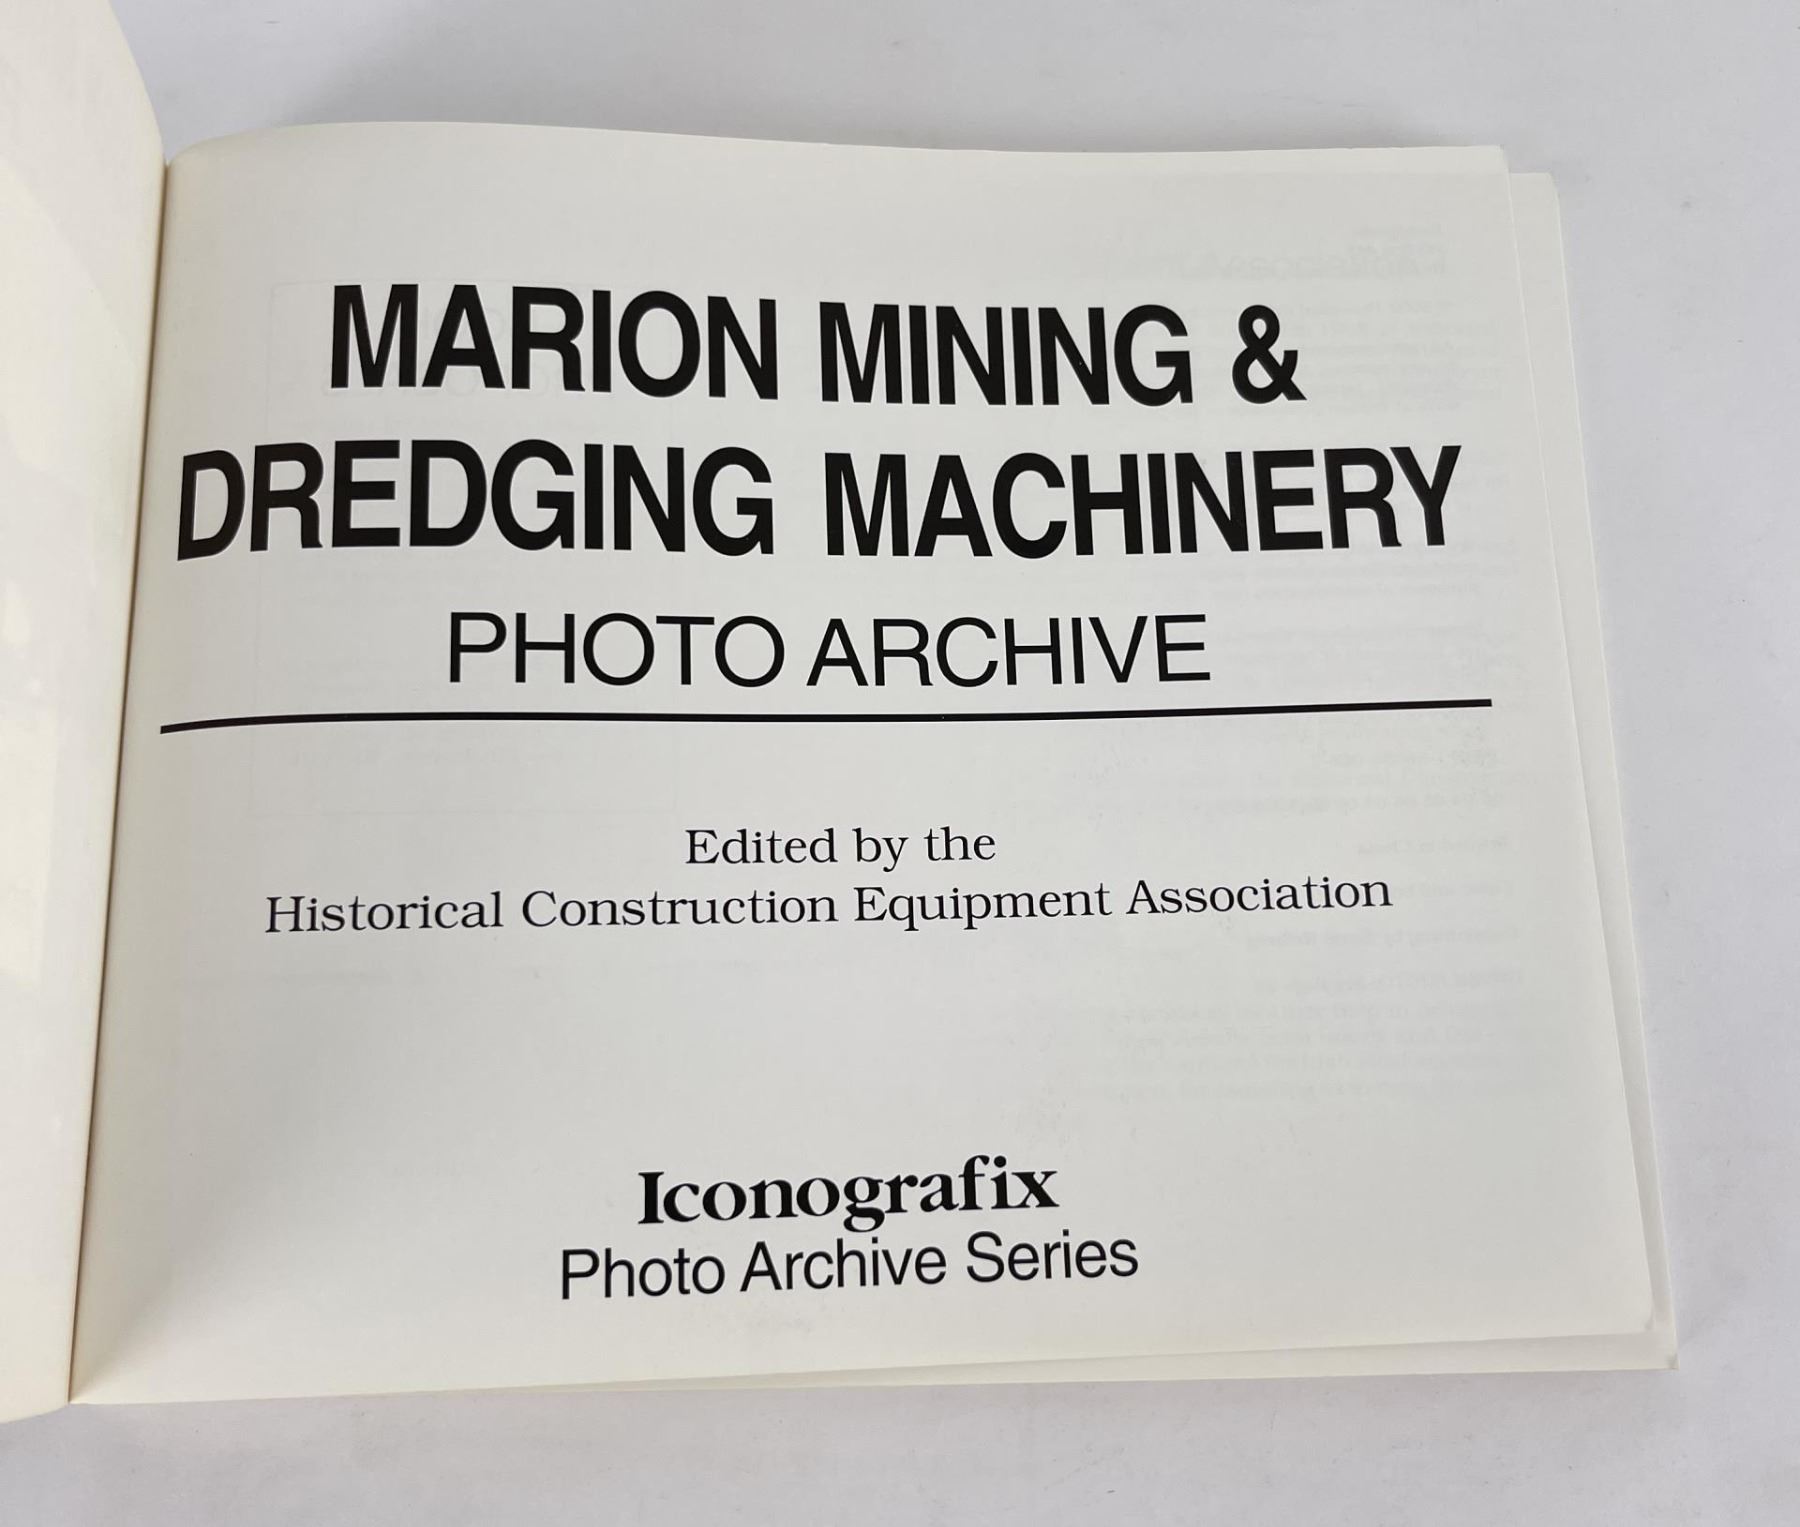 MARION MINING &
DREDGING MACHINERY
PHOTO ARCHIVE
Edited by the
Historical Construction Equipment Association
Iconografix
Photo Archive Series